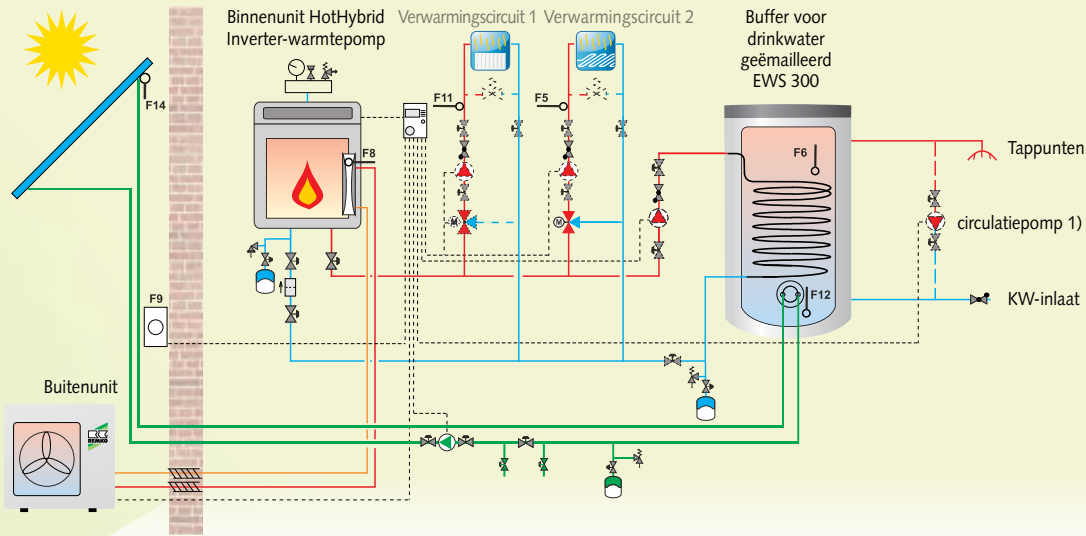 Binnenunit HotHybrid
Inverter-warmtepomp
Verwarmingscircuit 1
Verwarmingscircuit 2
Buffer voor
drinkwater
geëmailleerd
EWS 300
F14
F11
F5
F8
F6
Tappunten
M
M
circulatiepomp 1)
F12
KW-inlaat
F9
Buitenunit
REMKO